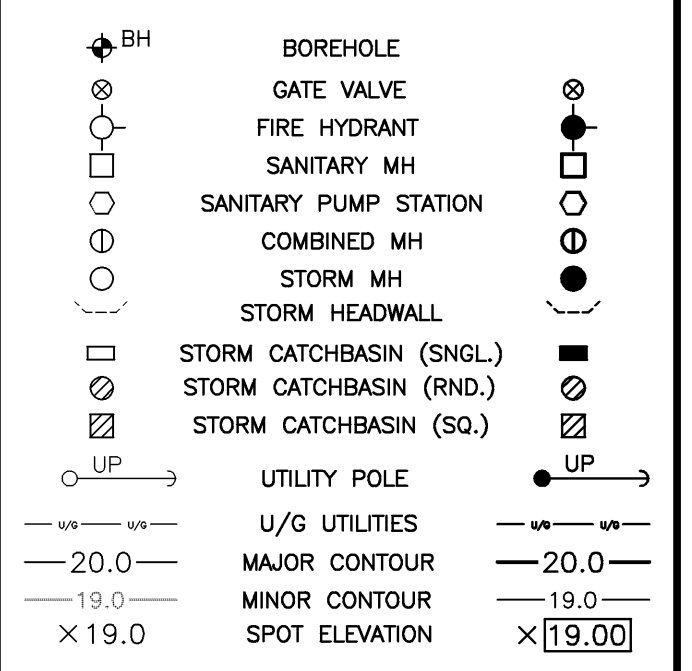 BH BOREHOLE
GATE VALVE
FIRE HYDRANT
SANITARY MH
SANITARY PUMP STATION
COMBINED MH
STORM MH
STORM HEADWALL
STORM CATCHBASIN (SNGL.)
STORM CATCHBASIN (RND.)
STORM CATCHBASIN (SQ.)
UP UTILITY POLE UP
U/G U/G U/G UTILITIES U/G U/G
20.0 MAJOR CONTOUR 20.0
19.0 MINOR CONTOUR 19.0
×19.0 SPOT ELEVATION ×19.00